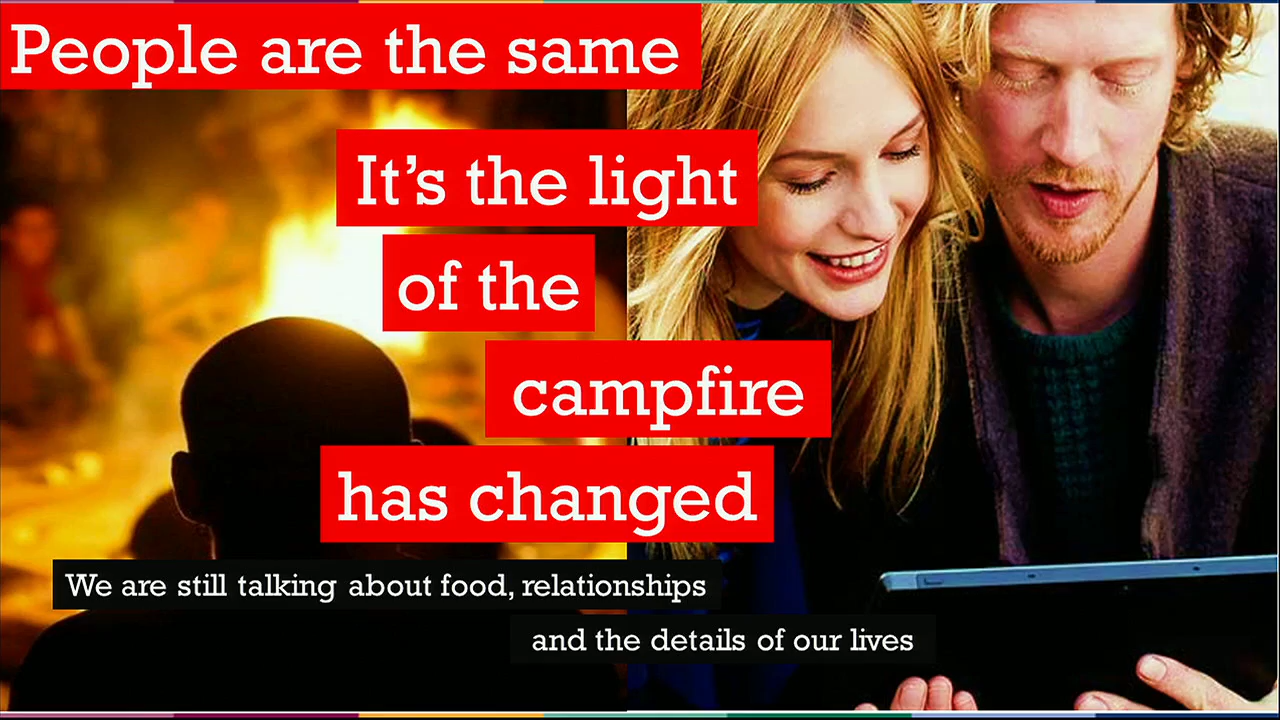 People are the same
It’s the light
of the
campfire
has changed
We are still talking about food, relationships
and the details of our lives